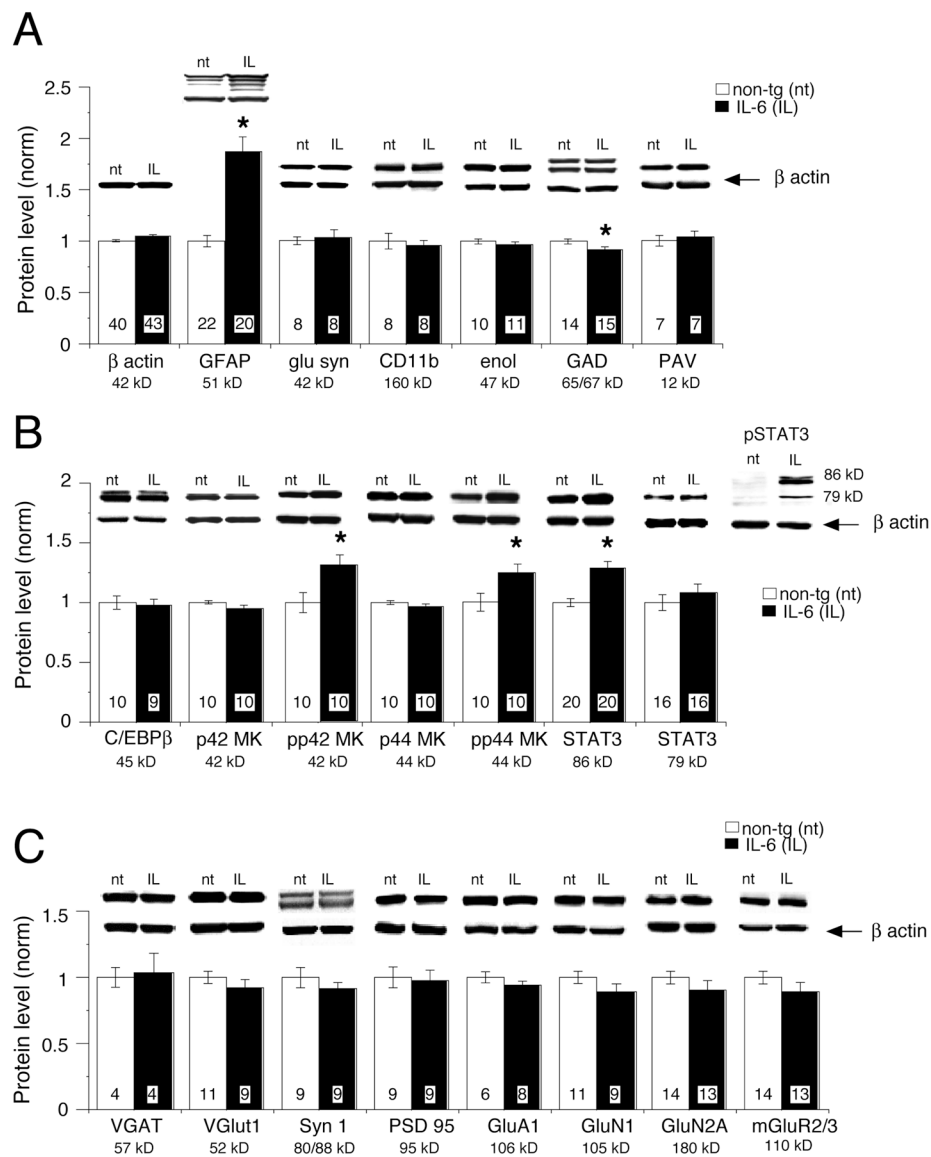 A
nt IL
2.5
non-tg (nt)
IL-6 (IL)
2
*
nt IL nt IL nt IL nt IL nt IL nt IL
1.5
β actin
*
1
0.5
40 43 22 20 8 8 8 8 10 11 14 15 7 7
0
β actin GFAP glu syn CD11b enol GAD PAV
42 kD 51 kD 42 kD 160 kD 47 kD 65/67 kD 12 kD
Protein level (norm)
B
pSTAT3
nt IL
86 kD
79 kD
nt IL nt IL nt IL nt IL nt IL nt IL nt IL
2
β actin
1.5
* * *
non-tg (nt)
IL-6 (IL)
1
0.5
10 9 10 10 10 10 10 10 10 10 20 20 16 16
0
C/EBPβ p42 MK pp42 MK p44 MK pp44 MK STAT3 STAT3
45 kD 42 kD 42 kD 44 kD 44 kD 86 kD 79 kD
Protein level (norm)
C
non-tg (nt)
IL-6 (IL)
nt IL nt IL nt IL nt IL nt IL nt IL nt IL nt IL
1.5
β actin
1
0.5
4 4 11 9 9 9 9 9 6 8 11 9 14 13 14 13
0
VGAT VGlut1 Syn 1 PSD 95 GluA1 GluN1 GluN2A mGluR2/3
57 kD 52 kD 80/88 kD 95 kD 106 kD 105 kD 180 kD 110 kD
Protein level (norm)